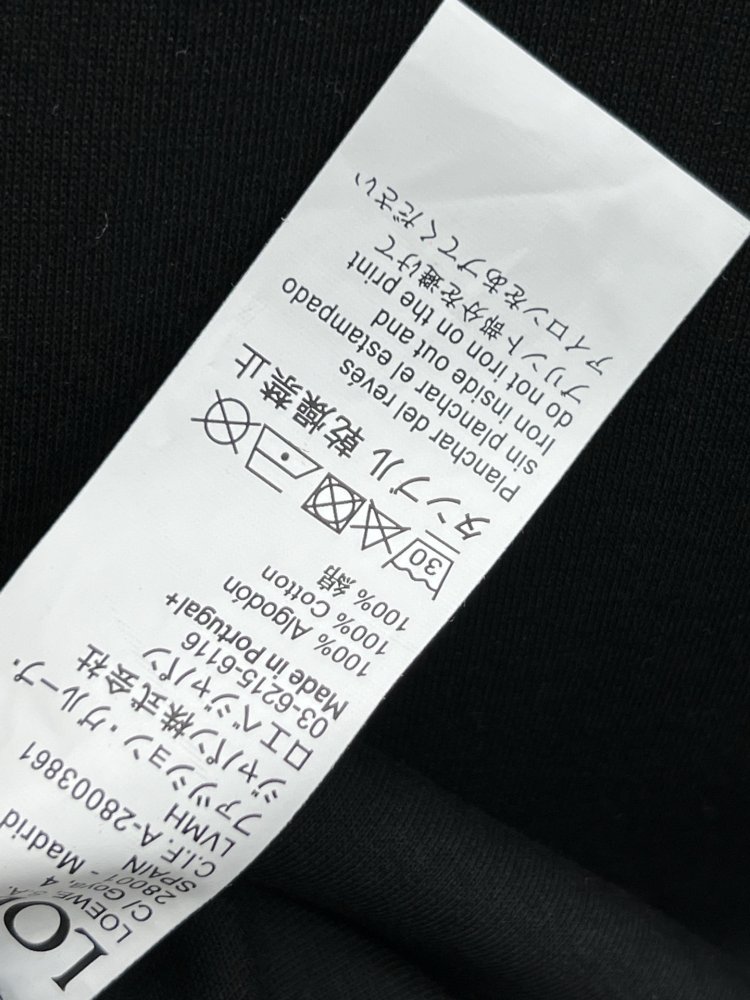 LOE
LOEWE, S.A.
C/ Goya, 4
28001 - Madrid
SPAIN
C.I.F. A-28003861
LVMH
ファッション・グループ・
ジャパン株式会社
ロエベジャパン
03-6215-6116
Made in Portugal+
100% Algodón
100% Cotton
100% 綿
30
タンブル 乾燥禁止
Planchar del revés
sin planchar el estampado
Iron inside out and
do not iron on the print
プリント部分を避けて
アイロンをあてください